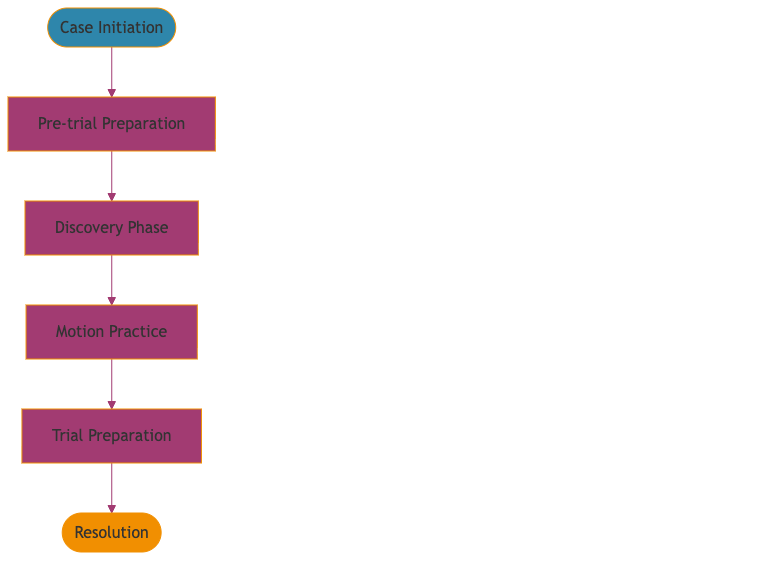 Case Initiation
Pre-trial Preparation
Discovery Phase
Motion Practice
Trial Preparation
Resolution